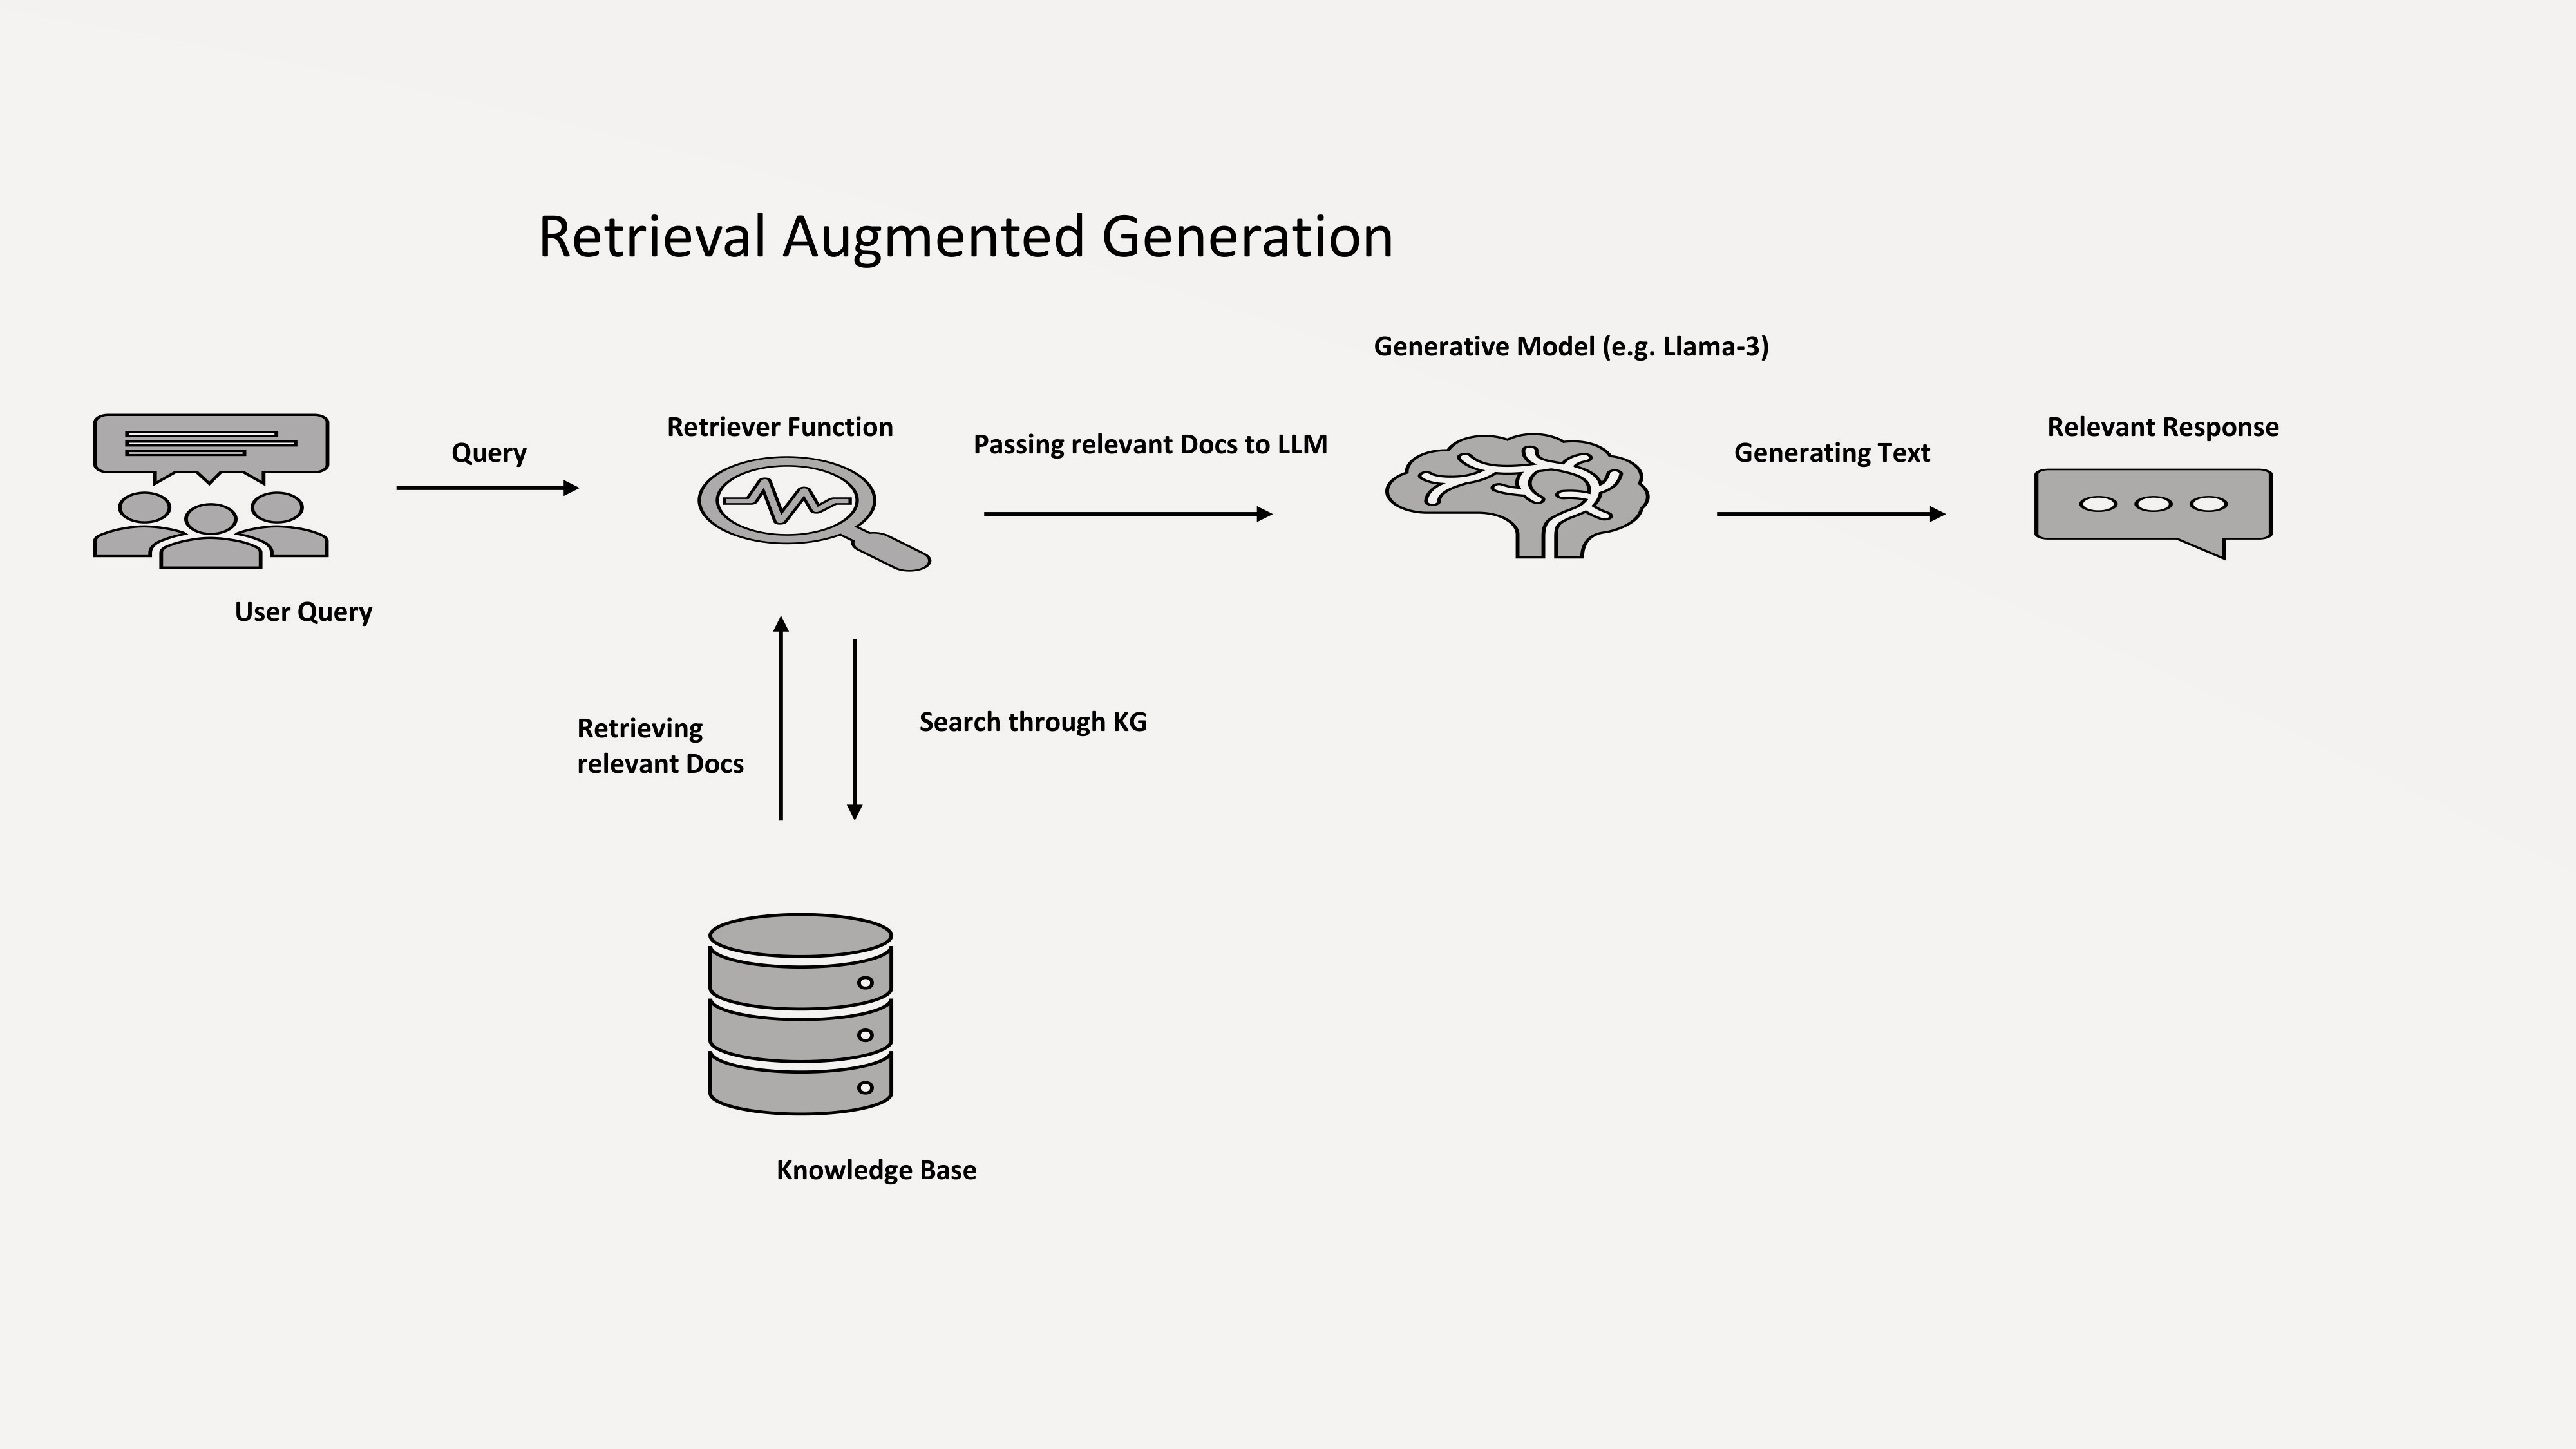 Retrieval Augmented Generation
Generative Model (e.g. Llama-3)
Retriever Function
Relevant Response
Query
Passing relevant Docs to LLM
Generating Text
User Query
Retrieving
relevant Docs
Search through KG
Knowledge Base